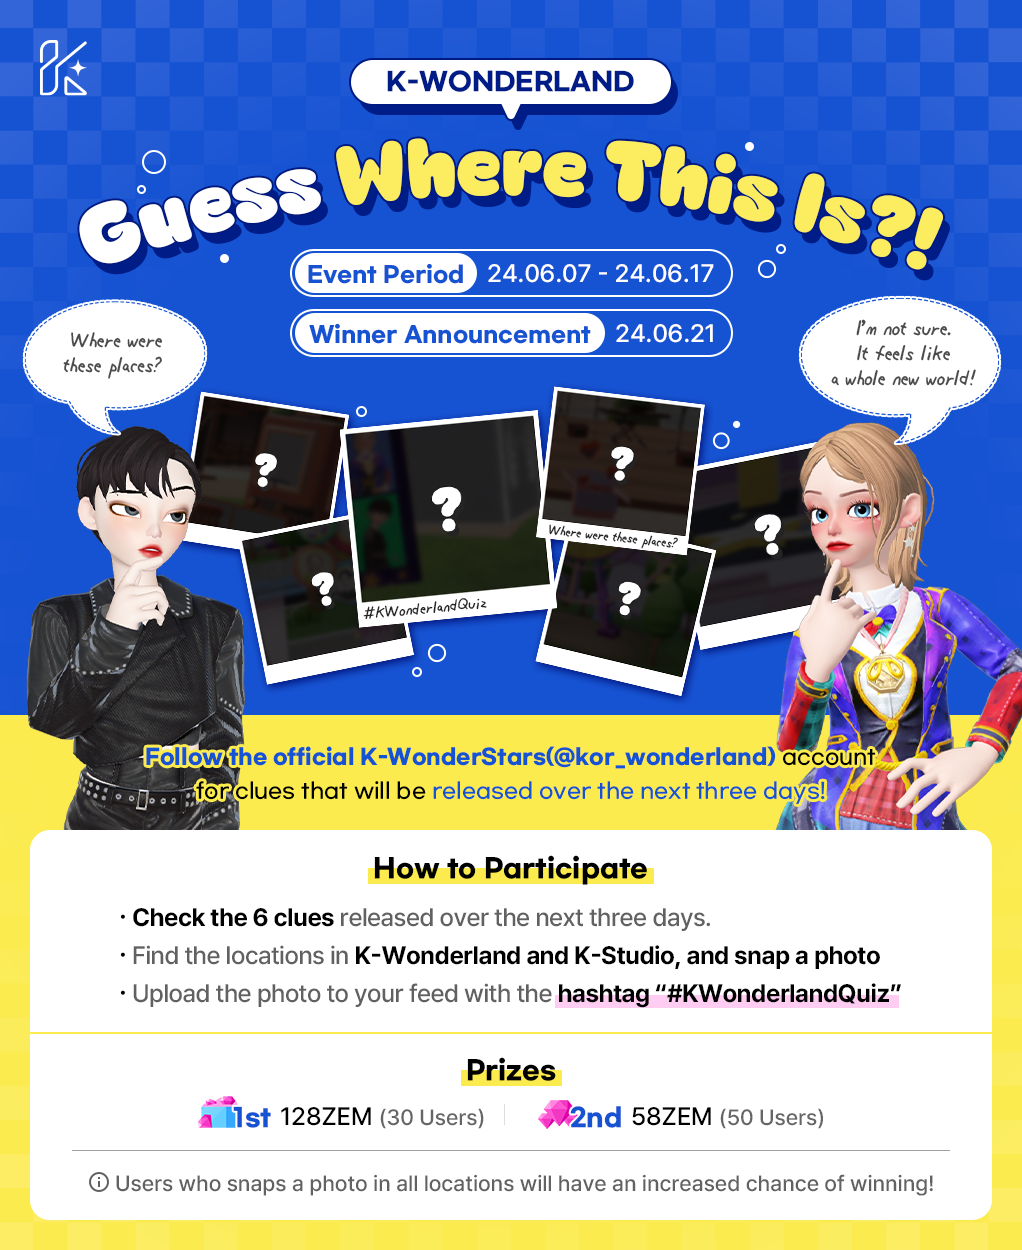 K-WONDERLAND
Guess Where This Is?!
Event Period 24.06.07 - 24.06.17
Winner Announcement 24.06.21
Where were
these places?
I'm not sure.
It feels like
a whole new world!
?
?
?
?
?
?
Where were these places?
#KWonderlandQuiz
Follow the official K-WonderStars(@kor_wonderland) account
for clues that will be released over the next three days!
How to Participate
· Check the 6 clues released over the next three days.
· Find the locations in K-Wonderland and K-Studio, and snap a photo
· Upload the photo to your feed with the hashtag “#KWonderlandQuiz”
Prizes
1st 128ZEM (30 Users) 2nd 58ZEM (50 Users)
Users who snaps a photo in all locations will have an increased chance of winning!